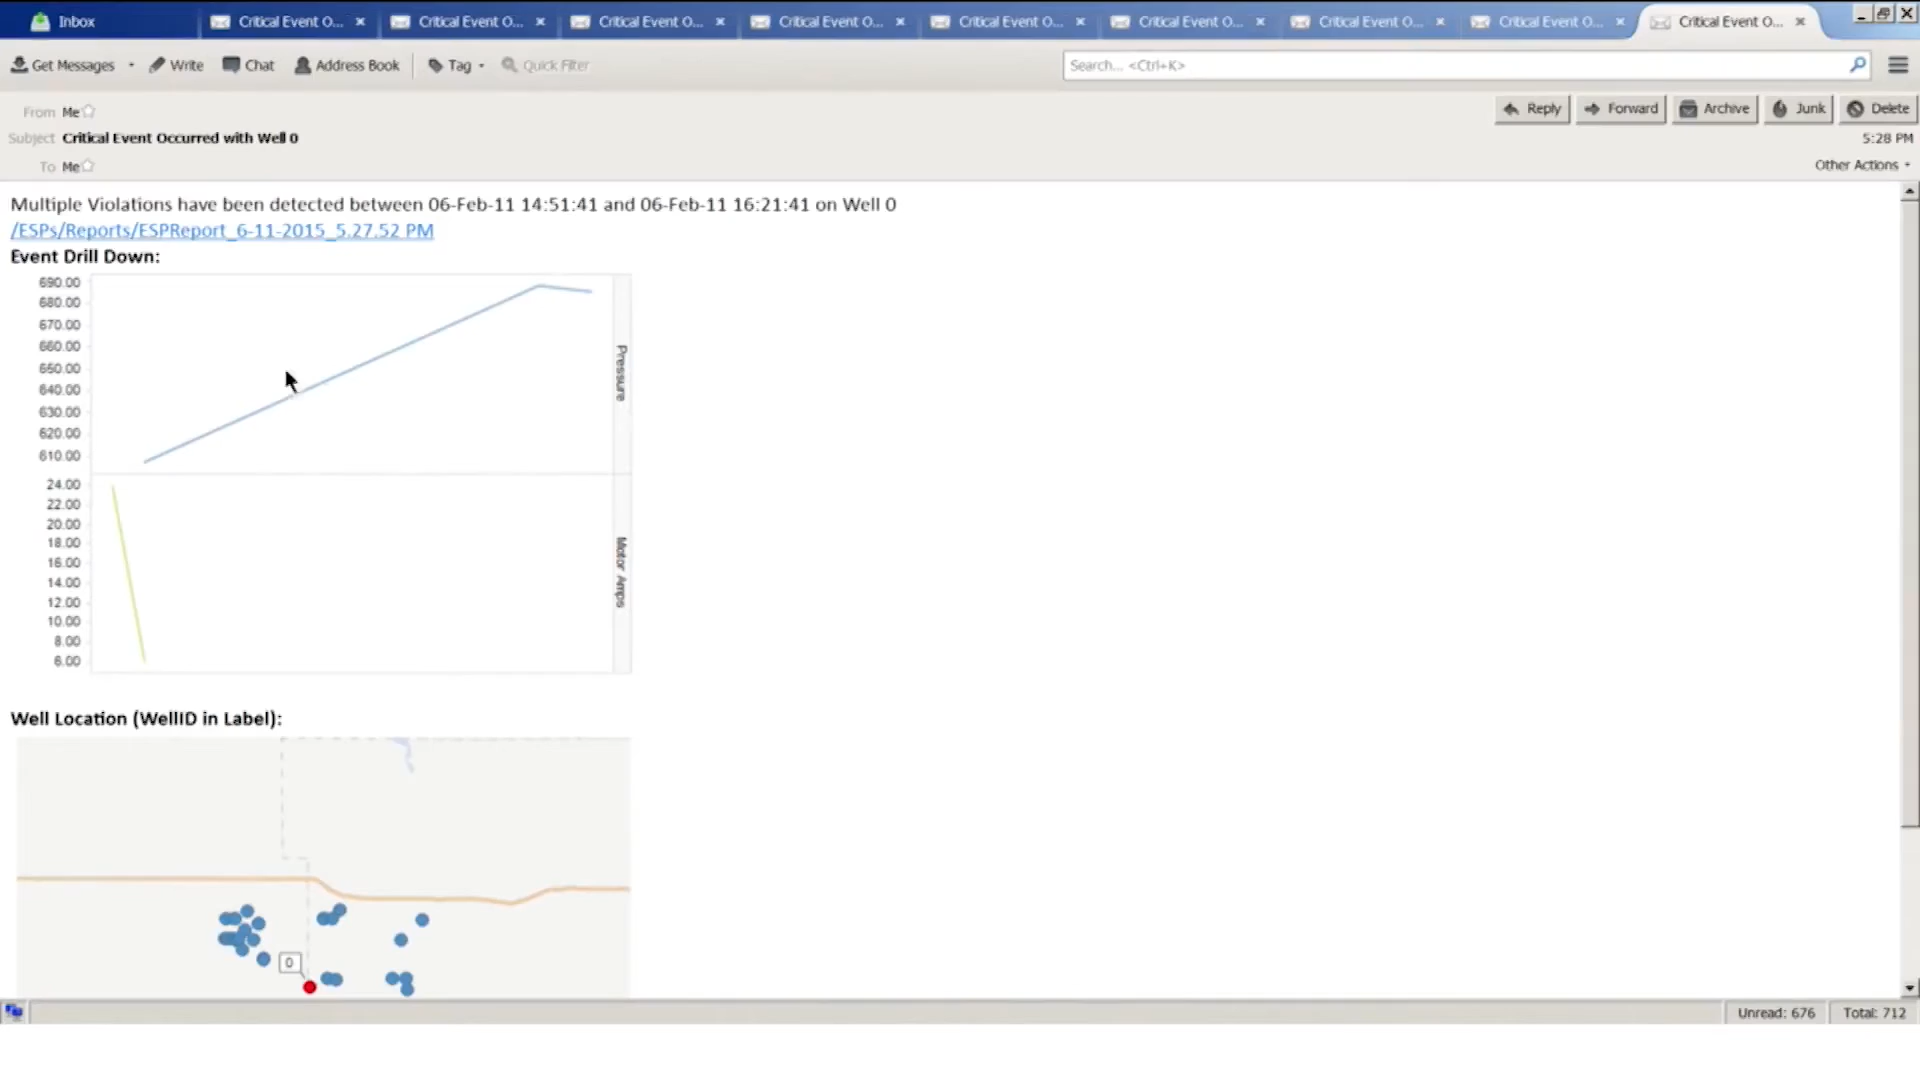 Inbox
Critical Event O...
Critical Event O...
Critical Event O...
Critical Event O...
Critical Event O...
Critical Event O...
Critical Event O...
Critical Event O...
Critical Event O...
Get Messages
Write
Chat
Address Book
Tag
Quick Filter
Search... <Ctrl+K>
From Me
Reply
Forward
Archive
Junk
Delete
Subject Critical Event Occurred with Well 0
5:28 PM
To Me
Other Actions
Multiple Violations have been detected between 06-Feb-11 14:51:41 and 06-Feb-11 16:21:41 on Well 0
/ESPs/Reports/ESPReport_6-11-2015_5.27.52 PM
Event Drill Down:
690.00
680.00
670.00
660.00
650.00
640.00
630.00
620.00
610.00
Pressure
24.00
22.00
20.00
18.00
16.00
14.00
12.00
10.00
8.00
6.00
Motor Amps
Well Location (WellID in Label):
0
Unread: 676
Total: 712